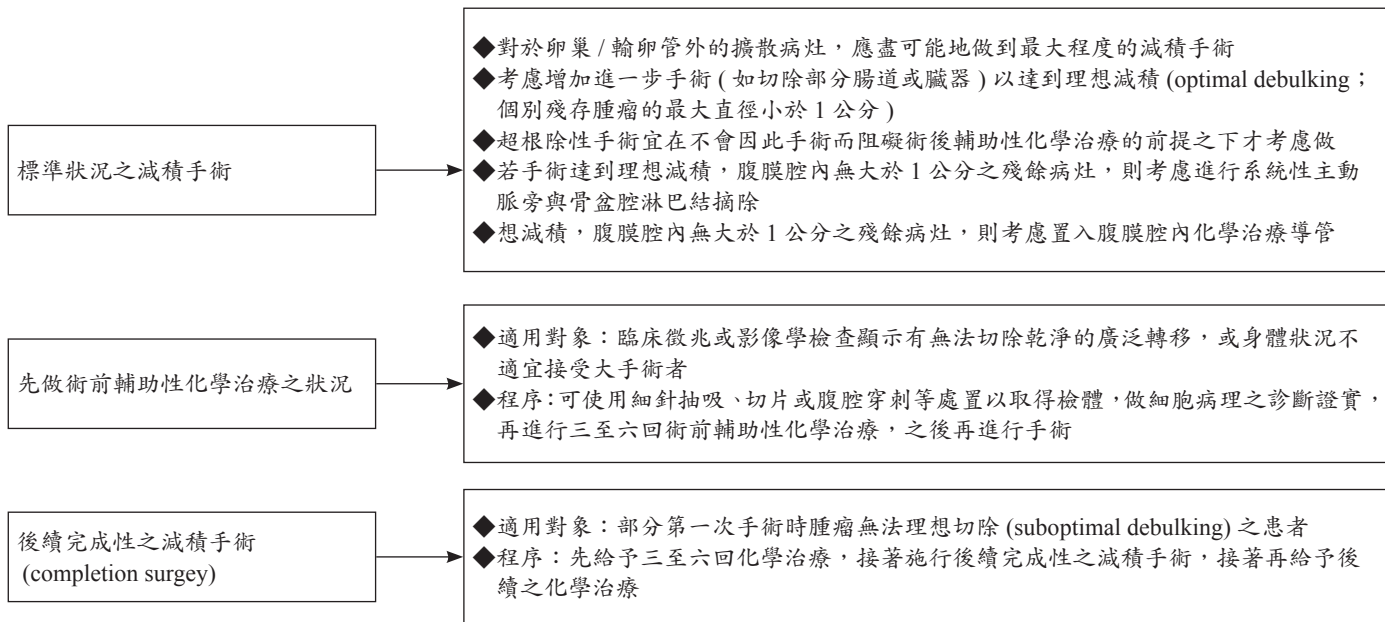 標準狀況之減積手術
◆對於卵巢 / 輸卵管外的擴散病灶，應盡可能地做到最大程度的減積手術
◆考慮增加進一步手術 ( 如切除部分腸道或臟器 ) 以達到理想減積 (optimal debulking；
個別殘存腫瘤的最大直徑小於 1 公分 )
◆超根除性手術宜在不會因此手術而阻礙術後輔助性化學治療的前提之下才考慮做
◆若手術達到理想減積，腹膜腔內無大於 1 公分之殘餘病灶，則考慮進行系統性主動
脈旁與骨盆腔淋巴結摘除
◆想減積，腹膜腔內無大於 1 公分之殘餘病灶，則考慮置入腹膜腔內化學治療導管
先做術前輔助性化學治療之狀況
◆適用對象：臨床徵兆或影像學檢查顯示有無法切除乾淨的廣泛轉移，或身體狀況不
適宜接受大手術者
◆程序：可使用細針抽吸、切片或腹腔穿刺等處置以取得檢體，做細胞病理之診斷證實，
再進行三至六回術前輔助性化學治療，之後再進行手術
後續完成性之減積手術
(completion surgey)
◆適用對象：部分第一次手術時腫瘤無法理想切除 (suboptimal debulking) 之患者
◆程序：先給予三至六回化學治療，接著施行後續完成性之減積手術，接著再給予後
續之化學治療